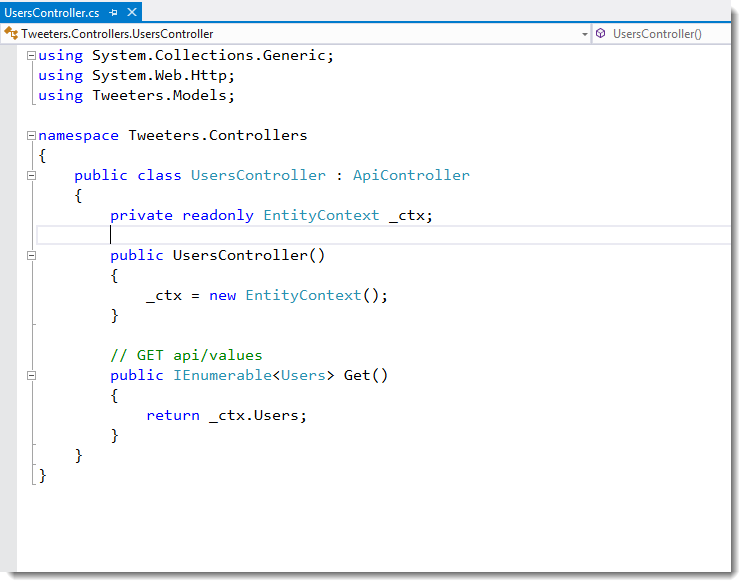 UsersController.cs
Tweeters.Controllers.UsersController
UsersController()
using System.Collections.Generic;
using System.Web.Http;
using Tweeters.Models;
namespace Tweeters.Controllers
{
    public class UsersController : ApiController
    {
        private readonly EntityContext _ctx;
        public UsersController()
        {
            _ctx = new EntityContext();
        }
        // GET api/values
        public IEnumerable<Users> Get()
        {
            return _ctx.Users;
        }
    }
}